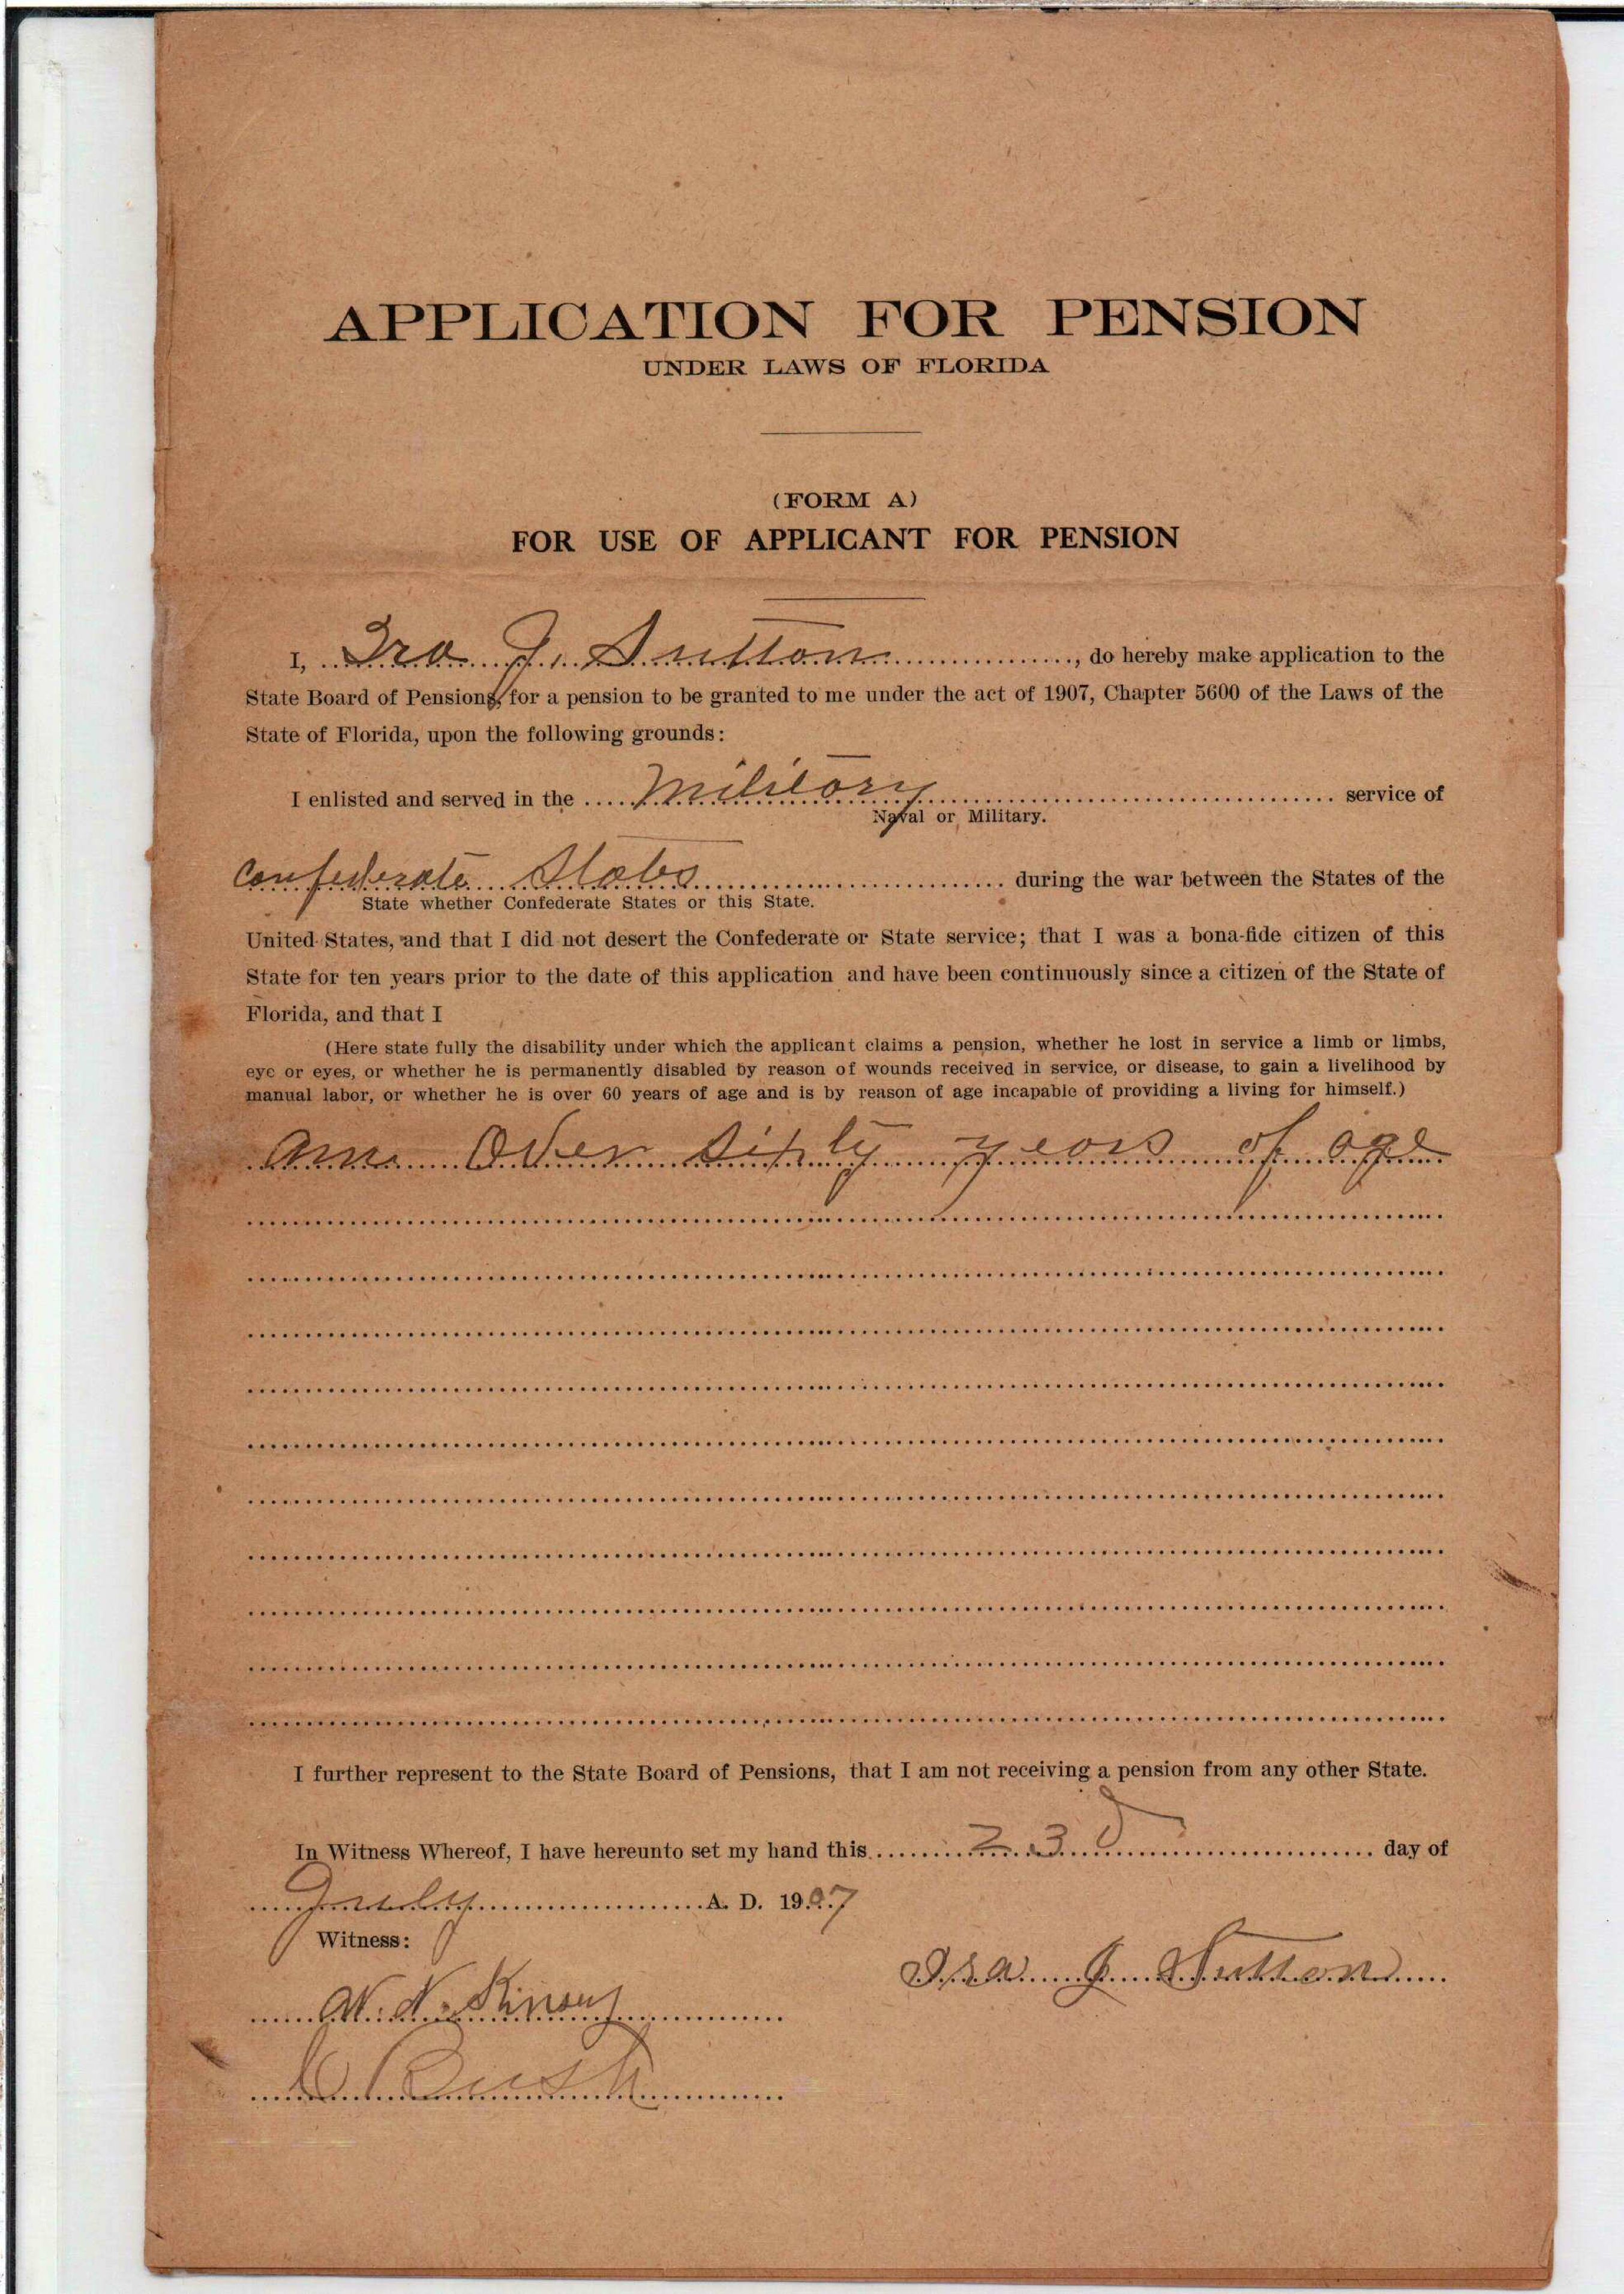 APPLICATION FOR PENSION
UNDER LAWS OF FLORIDA
(FORM A)
FOR USE OF APPLICANT FOR PENSION
I, Ira J. Sutton, do hereby make application to the
State Board of Pensions, for a pension to be granted to me under the act of 1907, Chapter 5600 of the Laws of the
State of Florida, upon the following grounds:
I enlisted and served in the Military service of
Naval or Military.
Confederate States during the war between the States of the
State whether Confederate States or this State.
United States, and that I did not desert the Confederate or State service; that I was a bona-fide citizen of this
State for ten years prior to the date of this application and have been continuously since a citizen of the State of
Florida, and that I
(Here state fully the disability under which the applicant claims a pension, whether he lost in service a limb or limbs,
eye or eyes, or whether he is permanently disabled by reason of wounds received in service, or disease, to gain a livelihood by
manual labor, or whether he is over 60 years of age and is by reason of age incapable of providing a living for himself.)
am Over sixty years of age
I further represent to the State Board of Pensions, that I am not receiving a pension from any other State.
In Witness Whereof, I have hereunto set my hand this 23d day of
July A. D. 1907
Witness:
Ira J Sutton
W. N. Kinsey
Bush